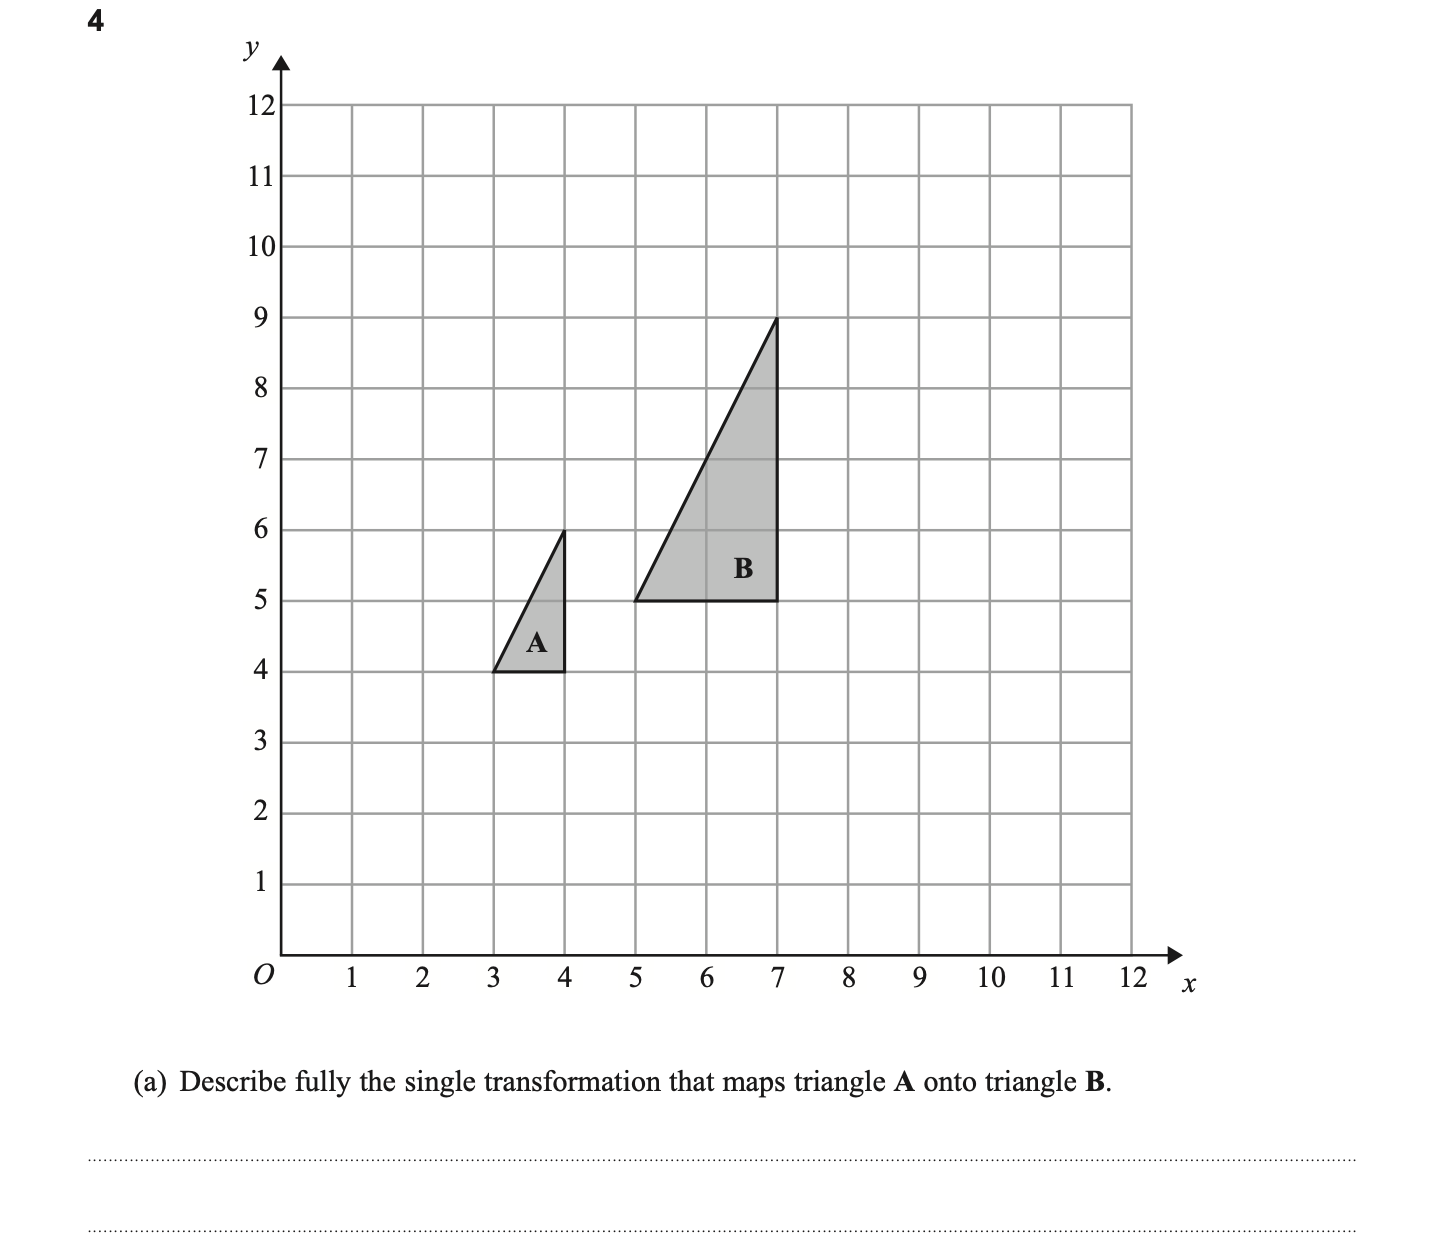 4
y
12
11
10
9
8
7
6
5
4
3
2
1
B
A
O 1 2 3 4 5 6 7 8 9 10 11 12 x
(a) Describe fully the single transformation that maps triangle A onto triangle B.